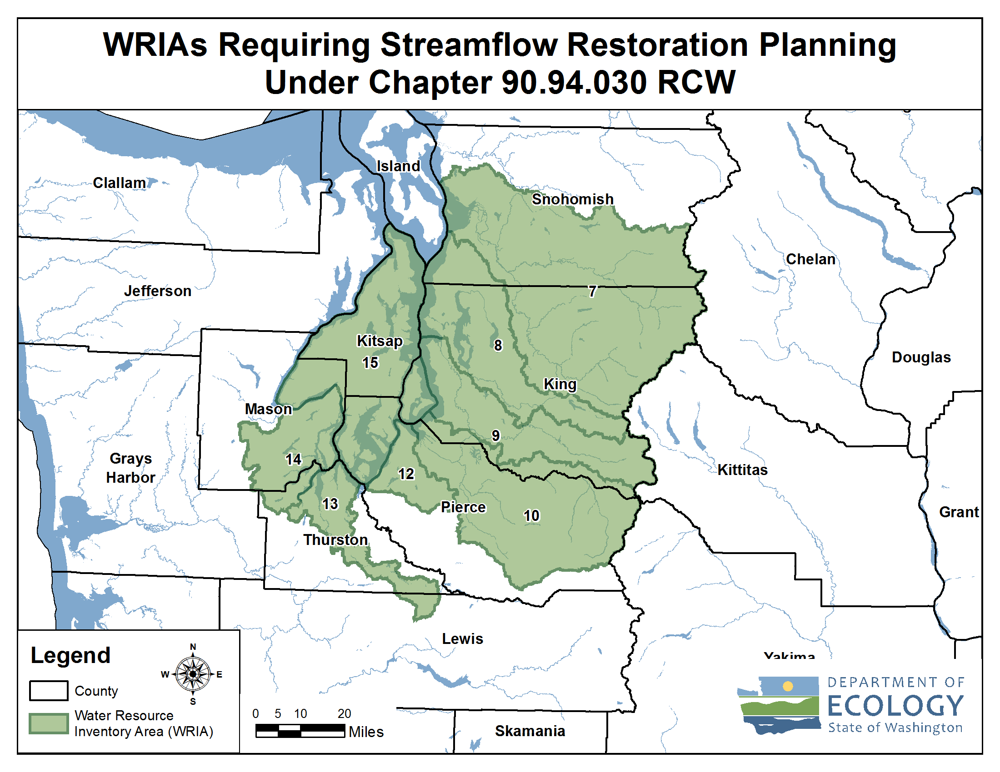 WRIAs Requiring Streamflow Restoration Planning
Under Chapter 90.94.030 RCW
Island
Clallam
Snohomish
Chelan
Jefferson
7
Kitsap
8
Douglas
15
King
Mason
9
Grays
Harbor
14
12
Kittitas
13
Pierce
10
Grant
Thurston
Lewis
Yakima
Skamania
Legend
N
W
E
S
County
Water Resource
Inventory Area (WRIA)
0 5 10 20
Miles
DEPARTMENT OF
ECOLOGY
State of Washington